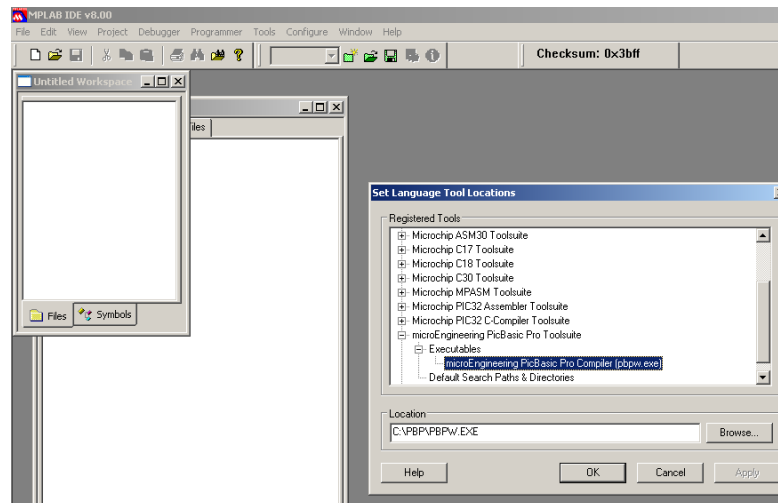 MPLAB IDE v8.00
File Edit View Project Debugger Programmer Tools Configure Window Help
Checksum: 0x3bff
Untitled Workspace
iles
Files Symbols
Set Language Tool Locations
Registered Tools
Microchip ASM30 Toolsuite
Microchip C17 Toolsuite
Microchip C18 Toolsuite
Microchip C30 Toolsuite
Microchip MPASM Toolsuite
Microchip PIC32 Assembler Toolsuite
Microchip PIC32 C-Compiler Toolsuite
microEngineering PicBasic Pro Toolsuite
Executables
microEngineering PicBasic Pro Compiler (pbpw.exe)
Default Search Paths & Directories
Location
C:\PBP\PBPW.EXE
Browse...
Help OK Cancel Apply